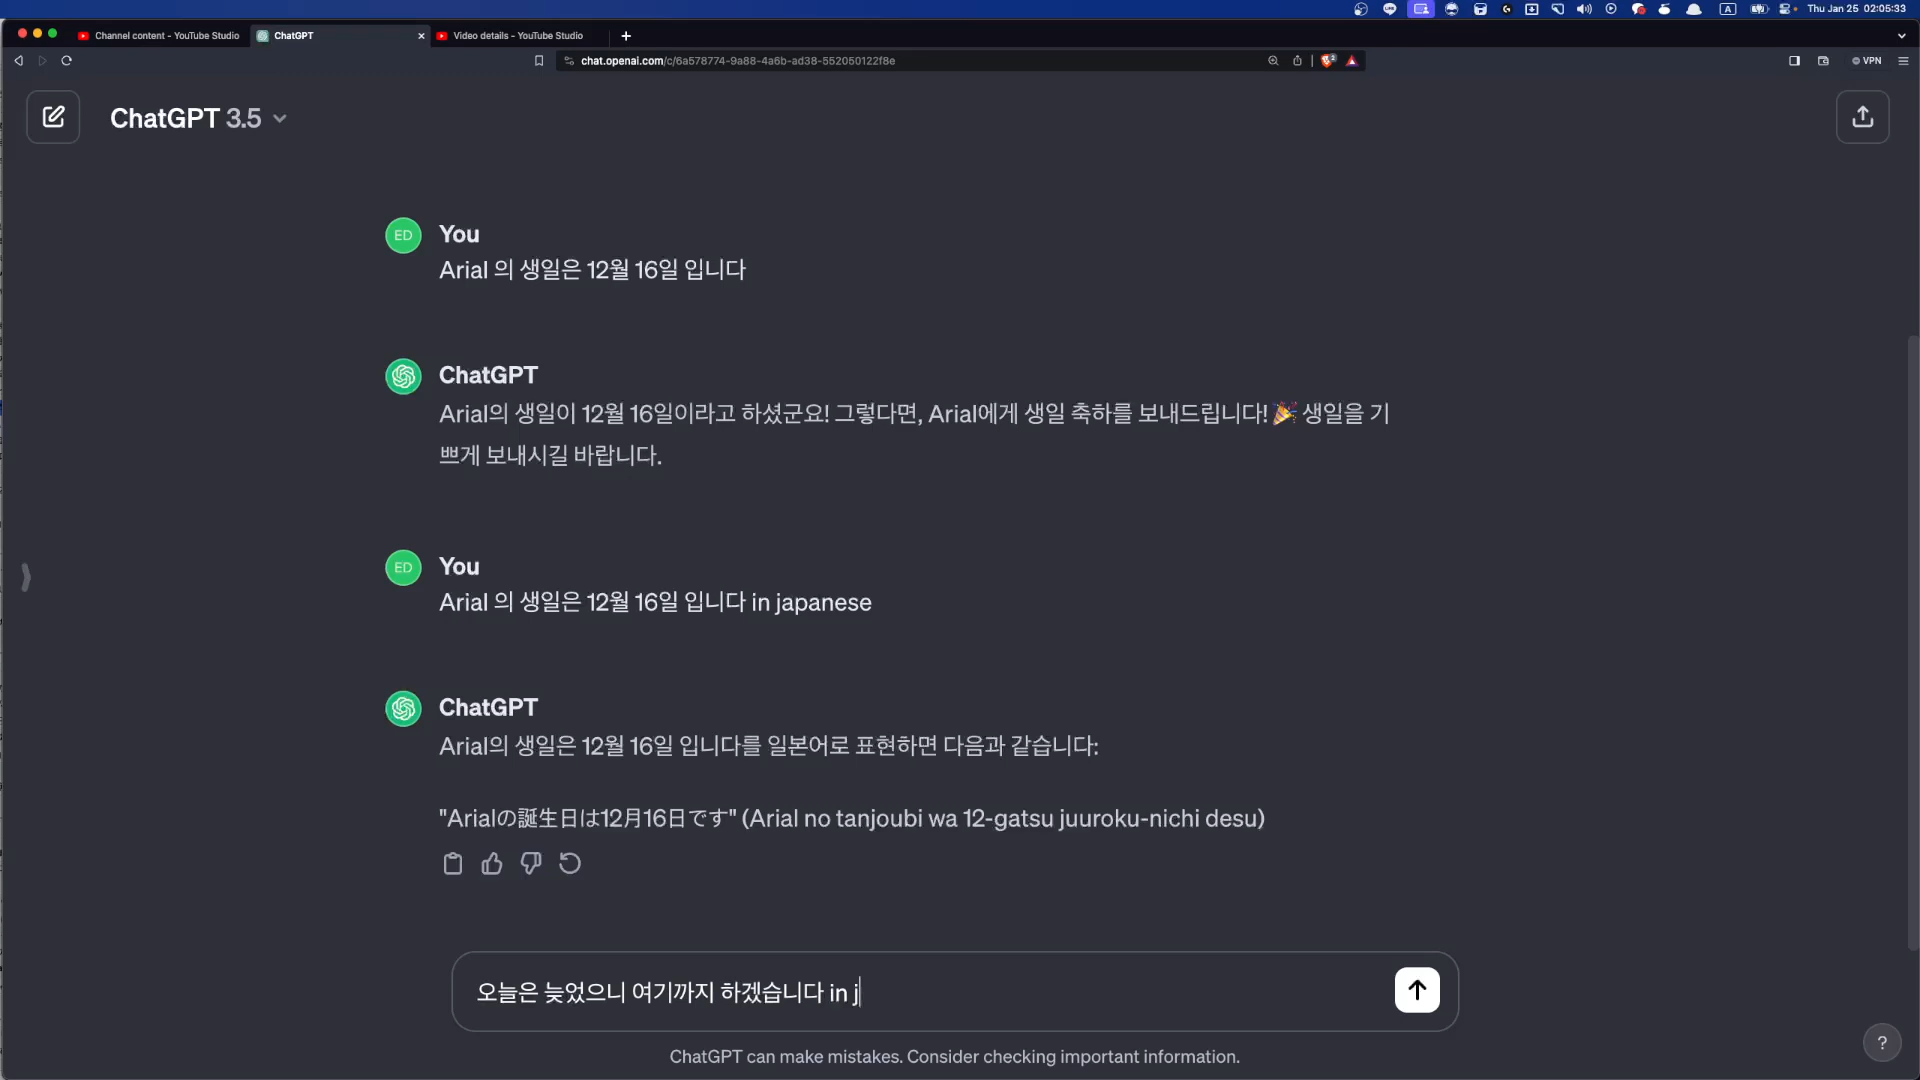 Thu Jan 25 02:05:33
Channel content - YouTube Studio
ChatGPT
Video details - YouTube Studio
chat.openai.com/c/6a578774-9a88-4a6b-ad38-552050122f8e
VPN
ChatGPT 3.5
ED
You
Arial 의 생일은 12월 16일 입니다
ChatGPT
Arial의 생일이 12월 16일이라고 하셨군요! 그렇다면, Arial에게 생일 축하를 보내드립니다! 🎉 생일을 기
쁘게 보내시길 바랍니다.
ED
You
Arial 의 생일은 12월 16일 입니다 in japanese
ChatGPT
Arial의 생일은 12월 16일 입니다를 일본어로 표현하면 다음과 같습니다:
"Arialの誕生日は12月16日です" (Arial no tanjoubi wa 12-gatsu juuroku-nichi desu)
오늘은 늦었으니 여기까지 하겠습니다 in j
ChatGPT can make mistakes. Consider checking important information.
?